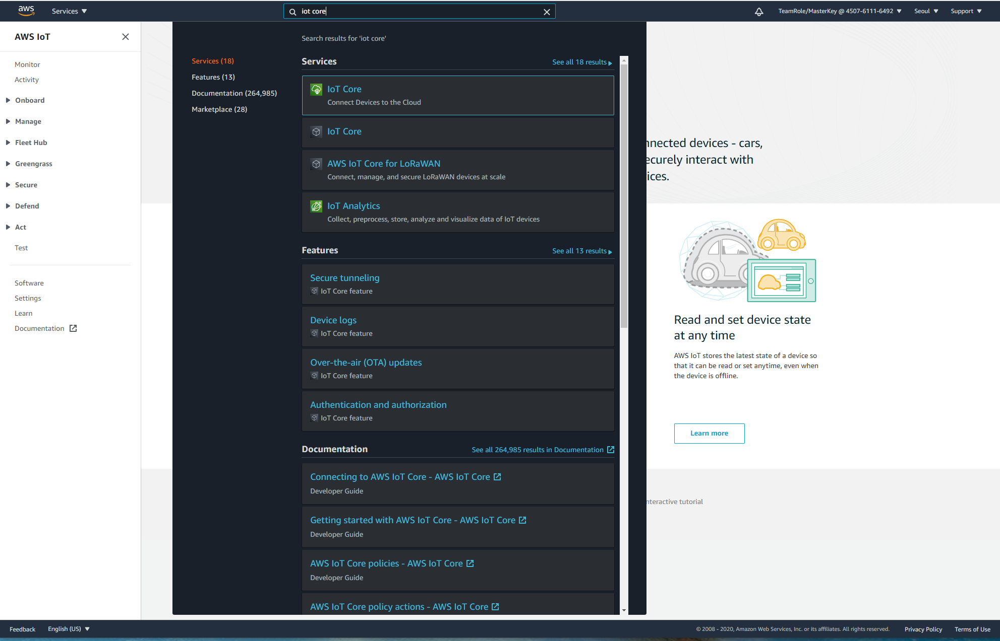 aws
Services
iot core
TeamRole/MasterKey @ 4507-6111-6492
Seoul
Support
AWS IoT
Monitor
Activity
Onboard
Manage
Fleet Hub
Greengrass
Secure
Defend
Act
Test
Software
Settings
Learn
Documentation
Search results for 'iot core'
Services (18)
Features (13)
Documentation (264,985)
Marketplace (28)
Services
See all 18 results
IoT Core
Connect Devices to the Cloud
IoT Core
AWS IoT Core for LoRaWAN
Connect, manage, and secure LoRaWAN devices at scale
IoT Analytics
Collect, preprocess, store, analyze and visualize data of IoT devices
Features
See all 13 results
Secure tunneling
IoT Core feature
Device logs
IoT Core feature
Over-the-air (OTA) updates
IoT Core feature
Authentication and authorization
IoT Core feature
Documentation
See all 264,985 results in Documentation
Connecting to AWS IoT Core - AWS IoT Core
Developer Guide
Getting started with AWS IoT Core - AWS IoT Core
Developer Guide
AWS IoT Core policies - AWS IoT Core
Developer Guide
AWS IoT Core policy actions - AWS IoT Core
devices - cars,
interact with
Read and set device state
at any time
AWS IoT stores the latest state of a device so
that it can be read or set anytime, even when
the device is offline.
Learn more
tutorial
Feedback
English (US)
© 2008 - 2020, Amazon Web Services, Inc. or its affiliates. All rights reserved.
Privacy Policy
Terms of Use